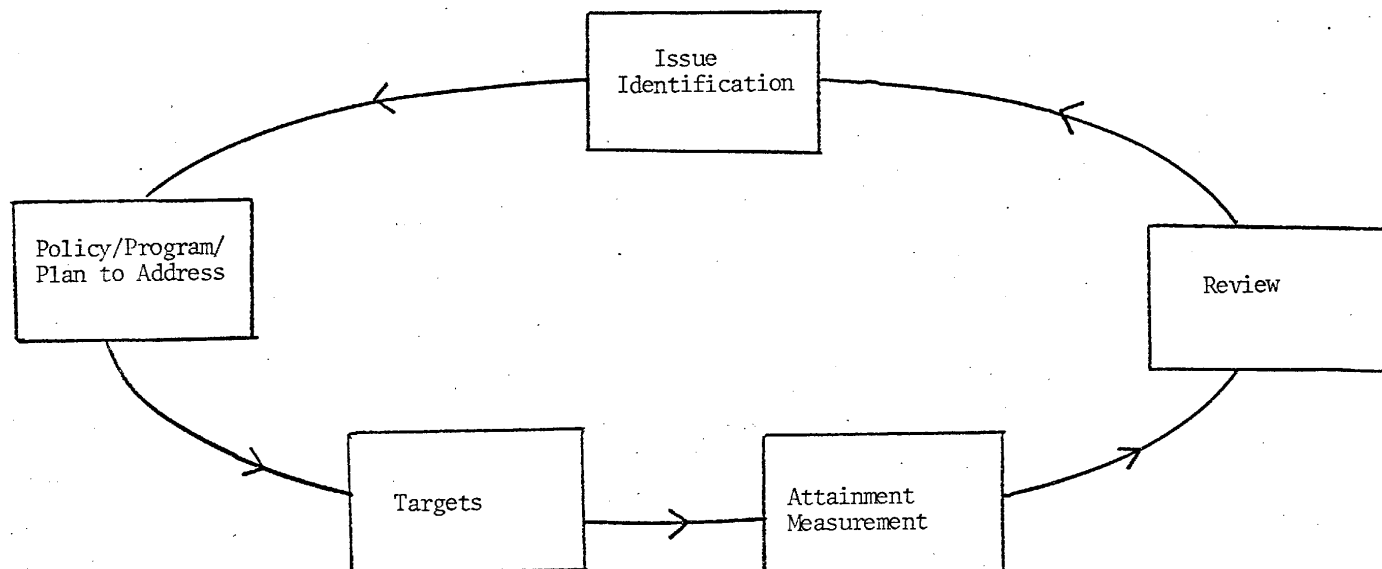 Issue
Identification
Policy/Program/
Plan to Address
Review
Targets
Attainment
Measurement